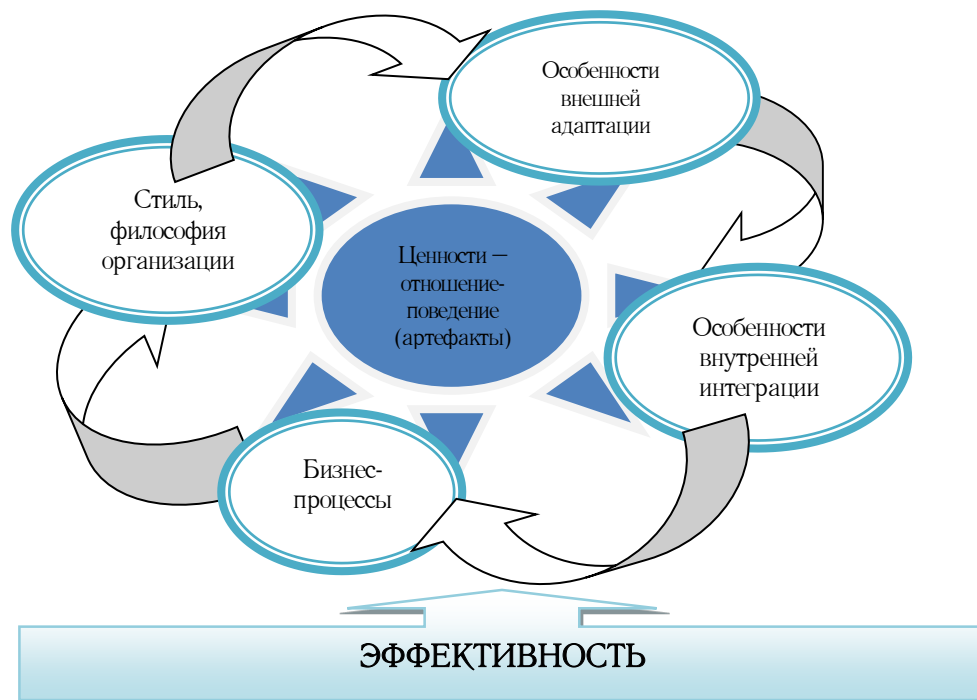 Особенности
внешней
адаптации
Стиль,
философия
организации
Ценности –
отношение-
поведение
(артефакты)
Особенности
внутренней
интеграции
Бизнес-
процессы
ЭФФЕКТИВНОСТЬ